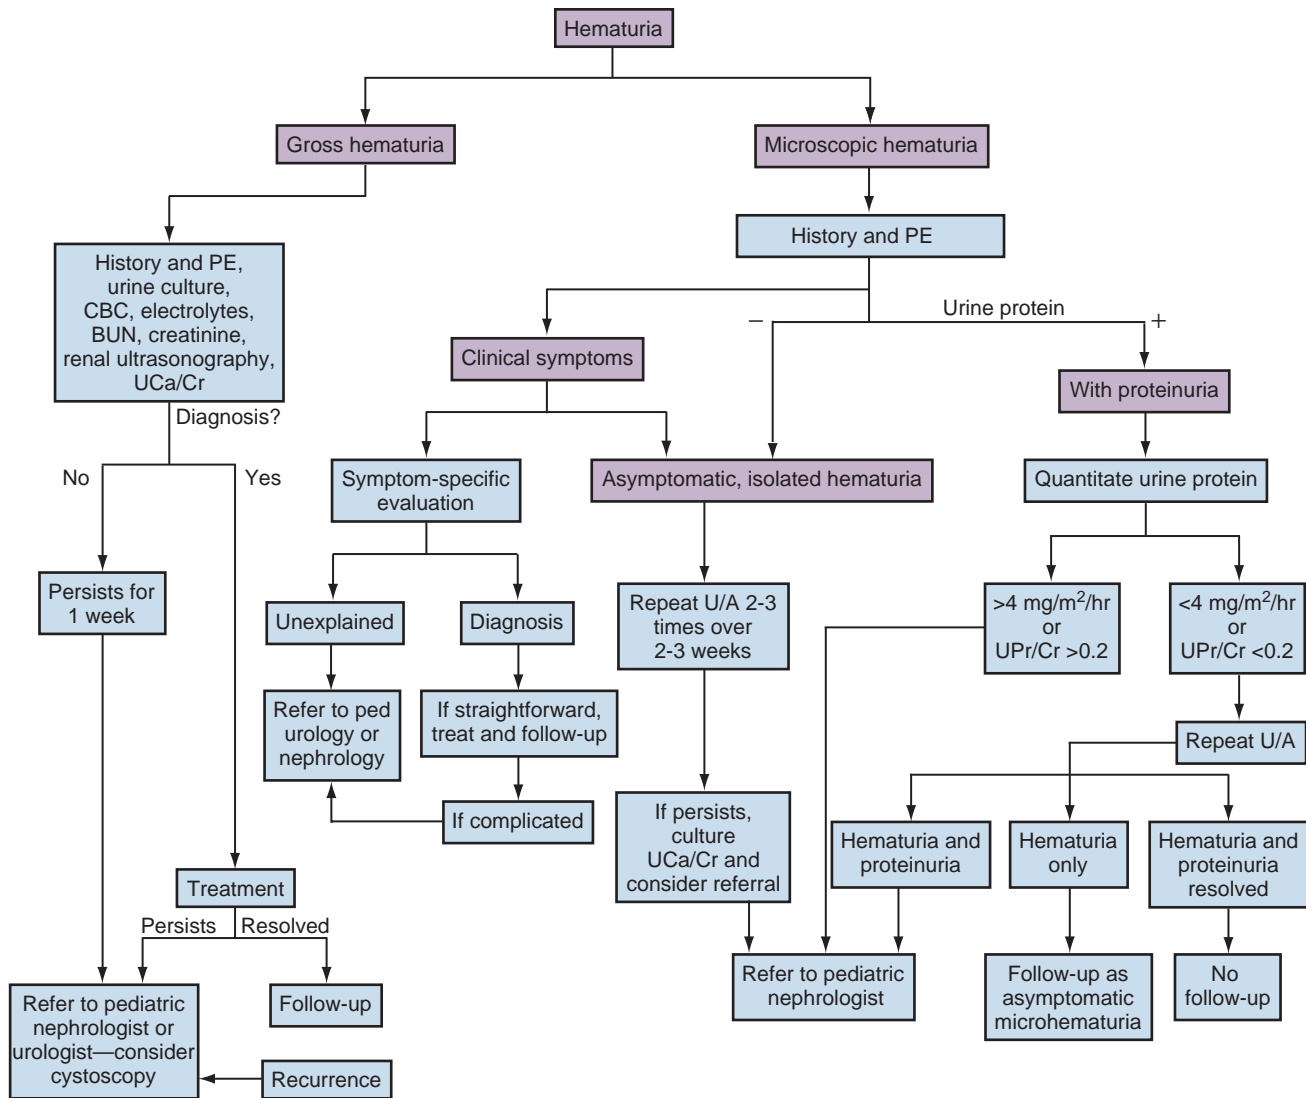 Hematuria
Gross hematuria
Microscopic hematuria
History and PE,
urine culture,
CBC, electrolytes,
BUN, creatinine,
renal ultrasonography,
UCa/Cr
History and PE
Urine protein
–
+
Clinical symptoms
With proteinuria
Diagnosis?
No
Yes
Symptom-specific
evaluation
Asymptomatic, isolated hematuria
Quantitate urine protein
Persists for
1 week
Unexplained
Diagnosis
Repeat U/A 2-3
times over
2-3 weeks
>4 mg/m²/hr
or
UPr/Cr >0.2
<4 mg/m²/hr
or
UPr/Cr <0.2
Refer to ped
urology or
nephrology
If straightforward,
treat and follow-up
Repeat U/A
If complicated
If persists,
culture
UCa/Cr and
consider referral
Hematuria and
proteinuria
Hematuria
only
Hematuria and
proteinuria
resolved
Treatment
Persists
Resolved
Refer to pediatric
nephrologist or
urologist—consider
cystoscopy
Follow-up
Recurrence
Refer to pediatric
nephrologist
Follow-up as
asymptomatic
microhematuria
No
follow-up